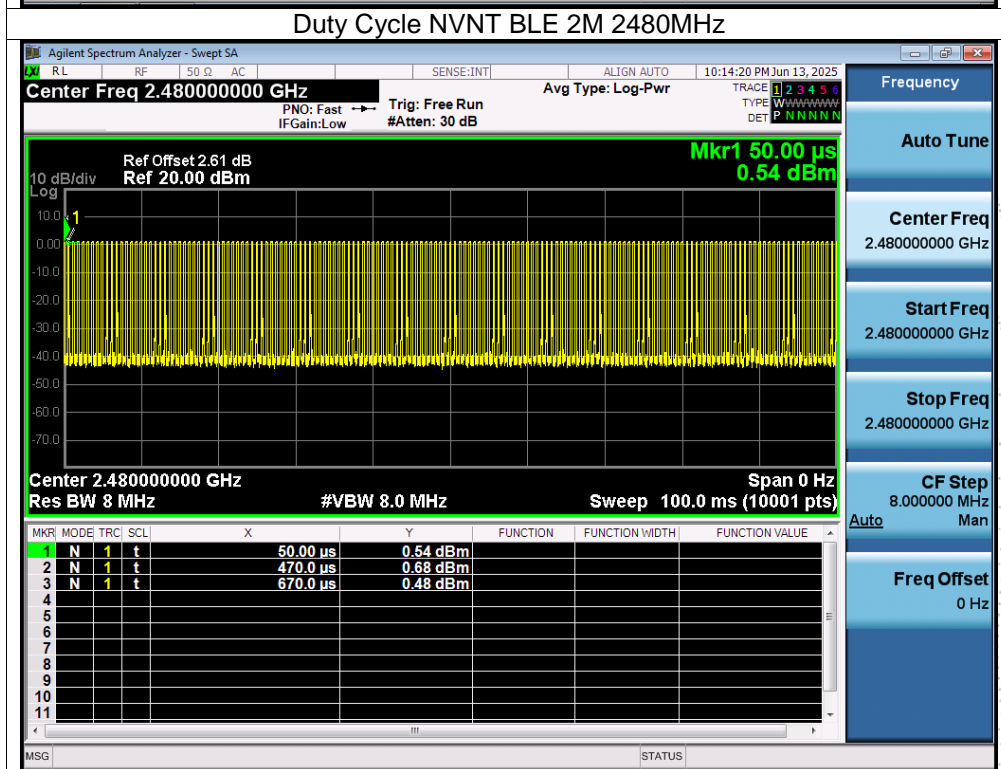 Duty Cycle NVNT BLE 2M 2480MHz
Agilent Spectrum Analyzer - Swept SA
LXI RL RF 50 Ω AC SENSE:INT ALIGN AUTO 10:14:20 PM Jun 13, 2025
Center Freq 2.480000000 GHz Avg Type: Log-Pwr TRACE 1 2 3 4 5 6
PNO: Fast Trig: Free Run TYPE WWWWWW
IFGain:Low #Atten: 30 dB DET P N N N N N
Frequency
Auto Tune
Ref Offset 2.61 dB Mkr1 50.00 µs
10 dB/div Ref 20.00 dBm 0.54 dBm
Log
10.0
1
0.00
-10.0
-20.0
-30.0
-40.0
-50.0
-60.0
-70.0
Center Freq
2.480000000 GHz
Start Freq
2.480000000 GHz
Stop Freq
2.480000000 GHz
Center 2.480000000 GHz Span 0 Hz
Res BW 8 MHz #VBW 8.0 MHz Sweep 100.0 ms (10001 pts)
CF Step
8.000000 MHz
Auto Man
Freq Offset
0 Hz
MKR MODE TRC SCL X Y FUNCTION FUNCTION WIDTH FUNCTION VALUE
1 N 1 t 50.00 µs 0.54 dBm
2 N 1 t 470.0 µs 0.68 dBm
3 N 1 t 670.0 µs 0.48 dBm
4
5
6
7
8
9
10
11
MSG STATUS